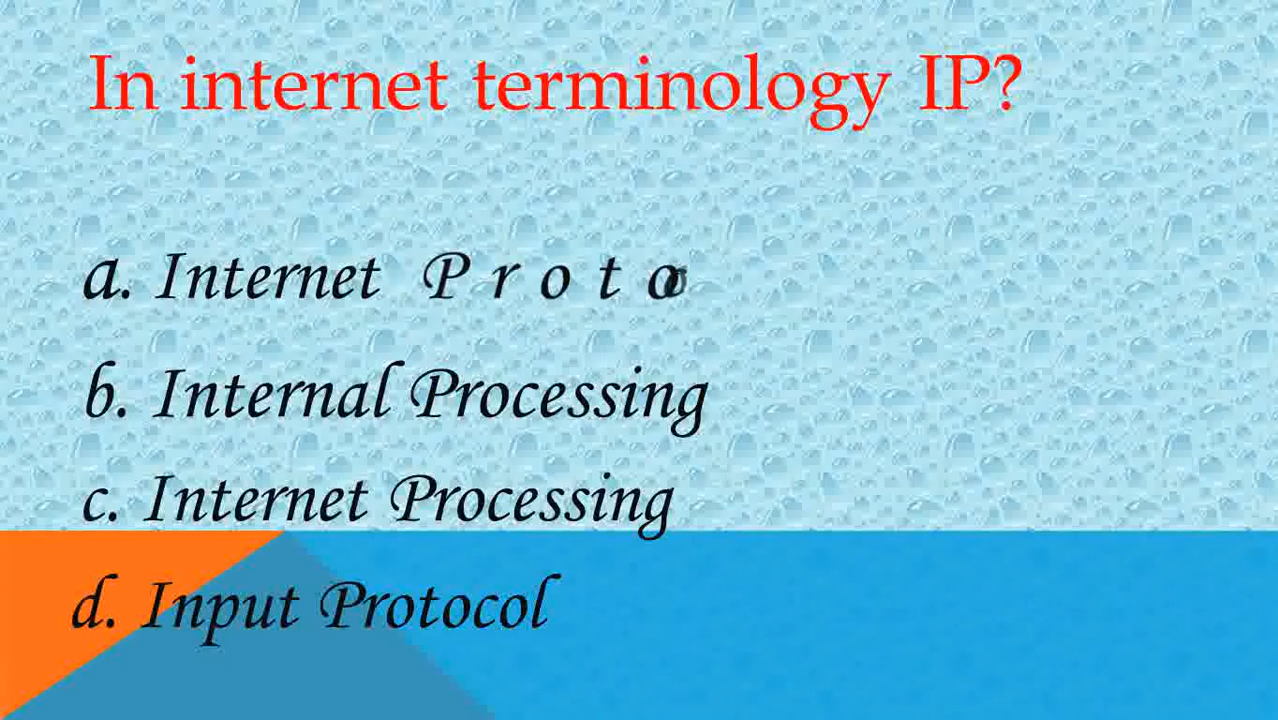 In internet terminology IP?
a. Internet P r o t o
b. Internal Processing
c. Internet Processing
d. Input Protocol